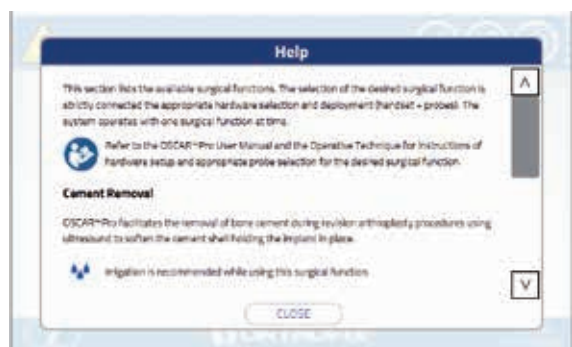 Help
This section lists the available surgical functions. The selection of the desired surgical function is
strictly connected the appropriate hardware selection and deployment (handset + probes). The
system operates with one surgical function at time.
Refer to the OSCAR™Pro User Manual and the Operative Technique for instructions of
hardware setup and appropriate probe selection for the desired surgical function.
Cement Removal
OSCAR™Pro facilitates the removal of bone cement during revision arthroplasty procedures using
ultrasound to soften the cement shell holding the implant in place.
Irrigation is recommended while using this surgical function
CLOSE